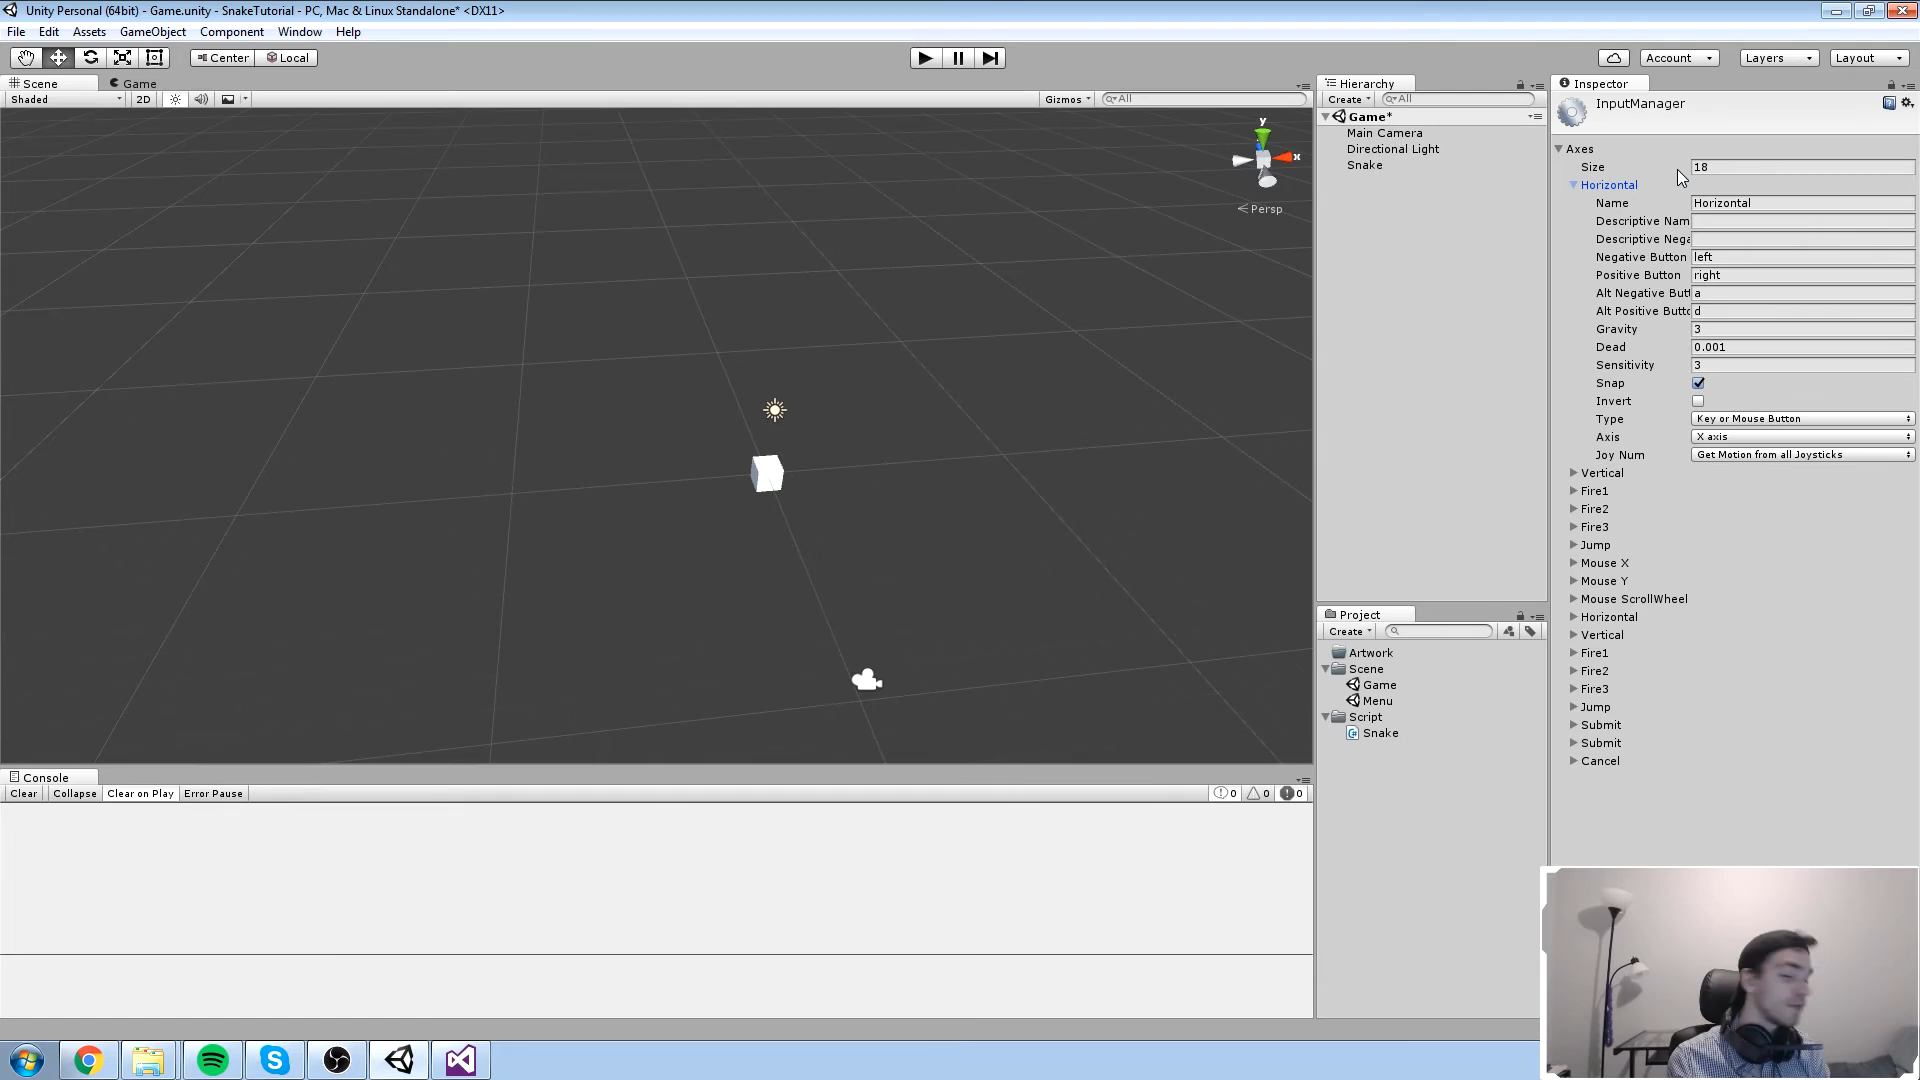 Unity Personal (64bit) - Game.unity - SnakeTutorial - PC, Mac & Linux Standalone* <DX11>
File Edit Assets GameObject Component Window Help
Center Local
Account Layers Layout
Scene Game
Shaded 2D Gizmos All
y
x
Persp
Hierarchy
Create All
Game*
Main Camera
Directional Light
Snake
Project
Create
Artwork
Scene
Game
Menu
Script
Snake
Inspector
InputManager
Axes
Size 18
Horizontal
Name Horizontal
Descriptive Nam
Descriptive Nega
Negative Button left
Positive Button right
Alt Negative Butt a
Alt Positive Butto d
Gravity 3
Dead 0.001
Sensitivity 3
Snap
Invert
Type Key or Mouse Button
Axis X axis
Joy Num Get Motion from all Joysticks
Vertical
Fire1
Fire2
Fire3
Jump
Mouse X
Mouse Y
Mouse ScrollWheel
Horizontal
Vertical
Fire1
Fire2
Fire3
Jump
Submit
Submit
Cancel
Console
Clear Collapse Clear on Play Error Pause 0 0 0